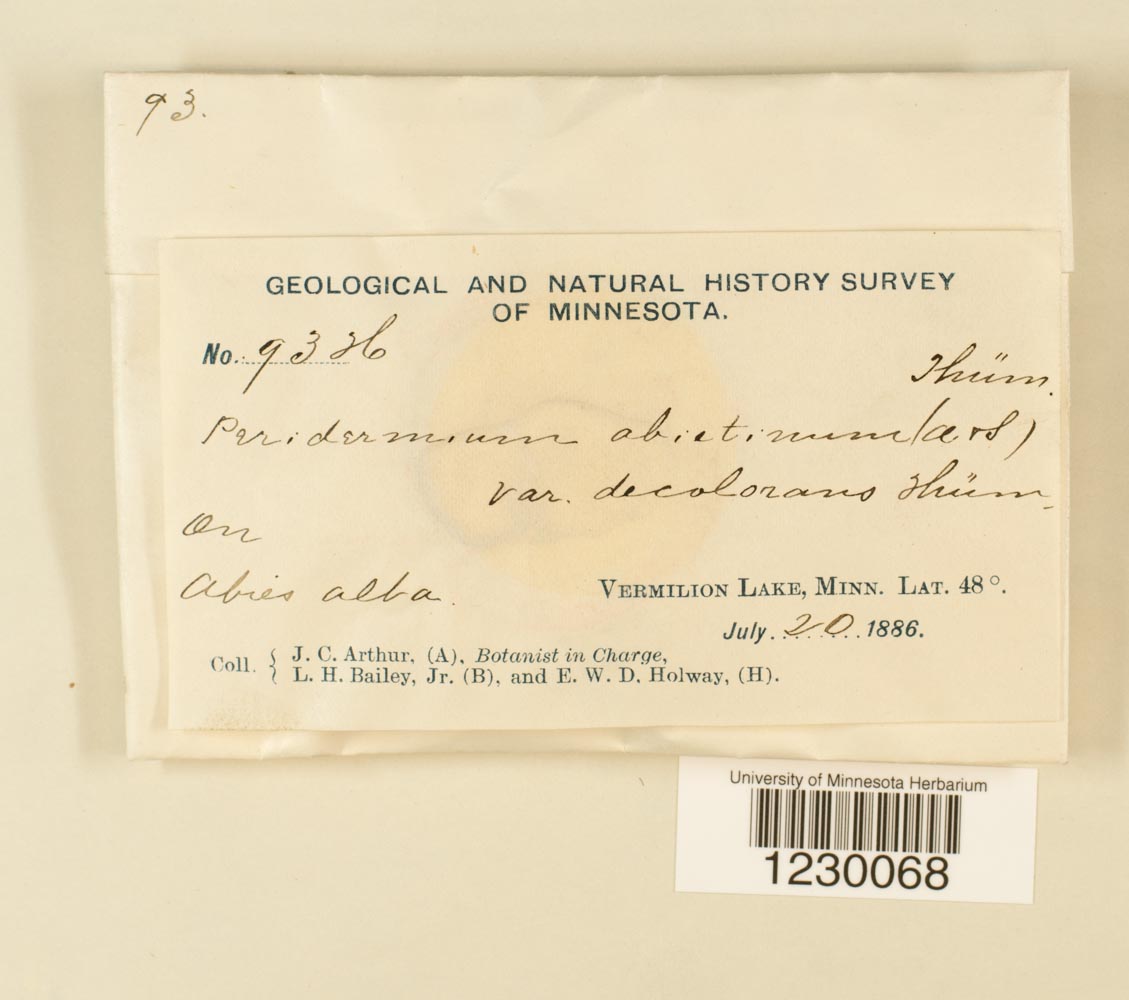 93.
GEOLOGICAL AND NATURAL HISTORY SURVEY
OF MINNESOTA.
No. 93 H
Thüm.
Peridermium abietinum (A & S)
var. decolorans Thüm.
On
Abies alba.
VERMILION LAKE, MINN. LAT. 48°.
July 20 1886.
Coll. { J. C. Arthur, (A), Botanist in Charge,
L. H. Bailey, Jr. (B), and E. W. D. Holway, (H).
University of Minnesota Herbarium
1230068